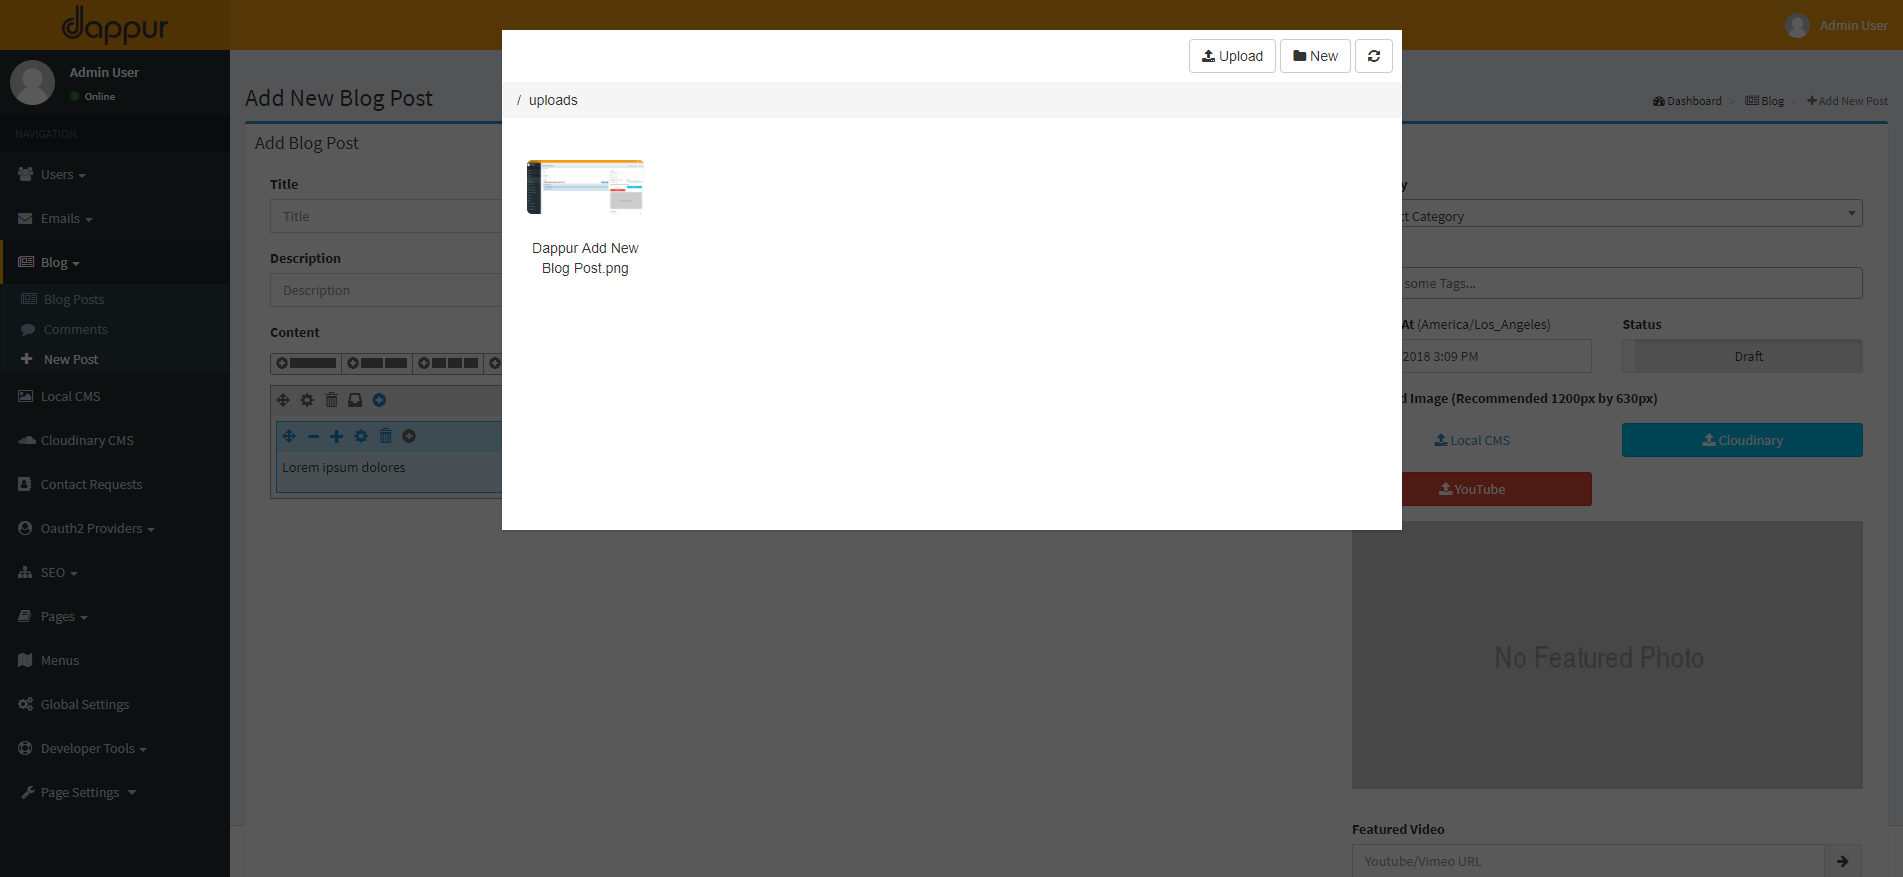 dappur
Admin User
Admin User
Online
NAVIGATION
Users
Emails
Blog
Blog Posts
Comments
New Post
Local CMS
Cloudinary CMS
Contact Requests
Oauth2 Providers
SEO
Pages
Menus
Global Settings
Developer Tools
Page Settings
Add New Blog Post
Dashboard > Blog > Add New Post
Add Blog Post
Title
Title
Description
Description
Content
Lorem ipsum dolores
Upload New
/ uploads
Dappur Add New
Blog Post.png
y
ct Category
some Tags...
At (America/Los_Angeles)
Status
2018 3:09 PM
Draft
d Image (Recommended 1200px by 630px)
Local CMS
Cloudinary
YouTube
No Featured Photo
Featured Video
Youtube/Vimeo URL